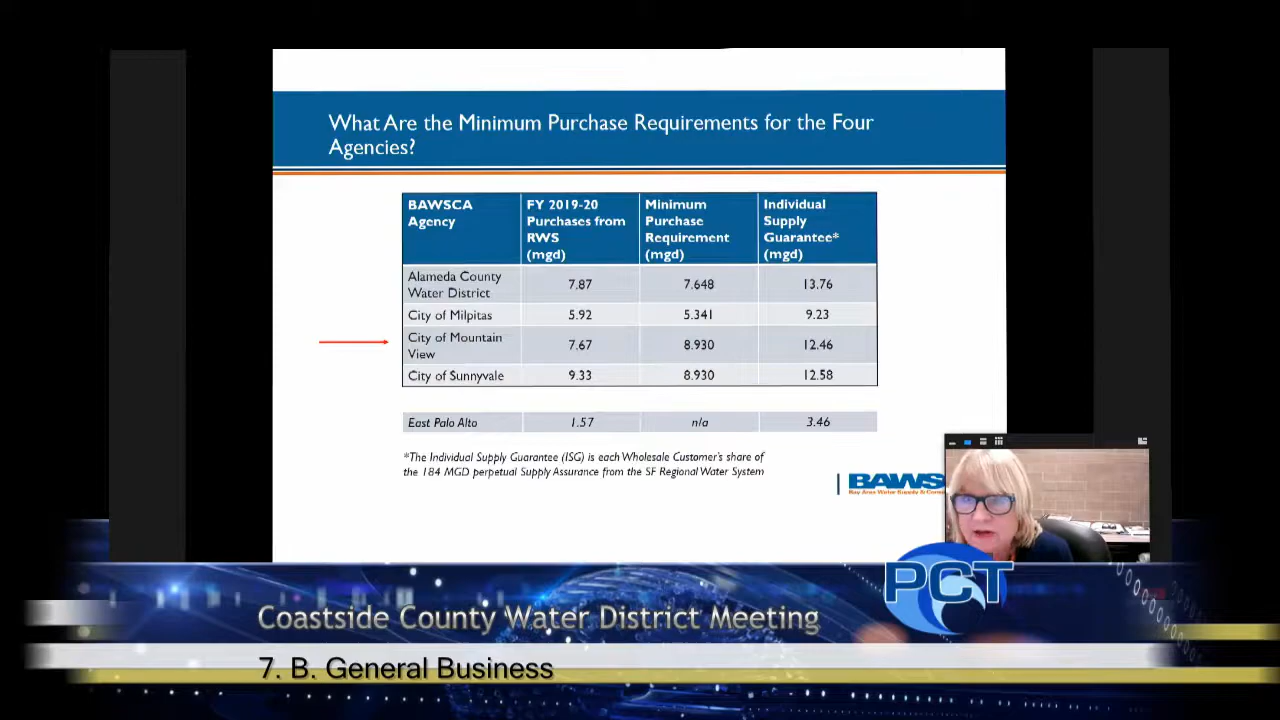 What Are the Minimum Purchase Requirements for the Four
Agencies?
BAWSCA
Agency
FY 2019-20
Purchases from
RWS
(mgd)
Minimum
Purchase
Requirement
(mgd)
Individual
Supply
Guarantee*
(mgd)
Alameda County
Water District
7.87
7.648
13.76
City of Milpitas
5.92
5.341
9.23
City of Mountain
View
7.67
8.930
12.46
City of Sunnyvale
9.33
8.930
12.58
East Palo Alto
1.57
n/a
3.46
*The Individual Supply Guarantee (ISG) is each Wholesale Customer's share of
the 184 MGD perpetual Supply Assurance from the SF Regional Water System
BAWS
Bay Area Water Supply &
PCT
Coastside County Water District Meeting
7. B. General Business